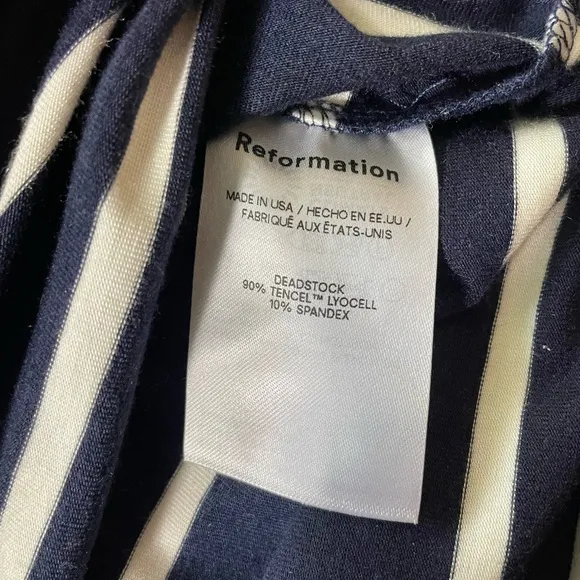 Reformation
MADE IN USA / HECHO EN EE.UU /
FABRIQUÉ AUX ÉTATS-UNIS
DEADSTOCK
90% TENCEL™ LYOCELL
10% SPANDEX